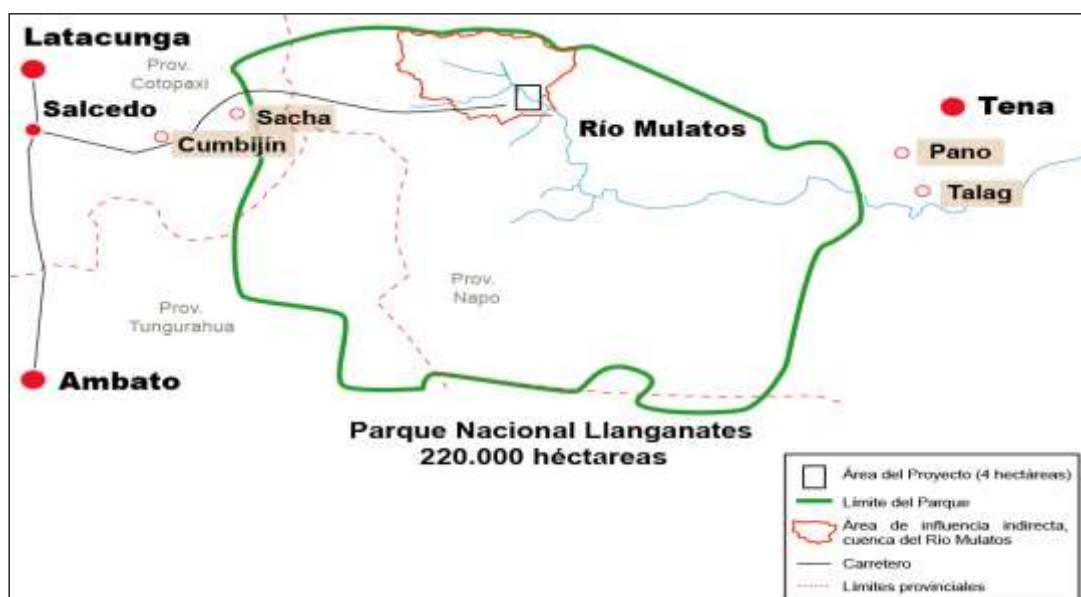 Latacunga
Prov.
Cotopaxi
Salcedo
Sacha
Cumbijín
Río Mulatos
Tena
Pano
Talag
Prov.
Napo
Prov.
Tungurahua
Ambato
Parque Nacional Llanganates
220.000 héctareas
Área del Proyecto (4 hectáreas)
Límite del Parque
Área de influencia indirecta,
cuenca del Río Mulatos
Carretero
Límites provinciales